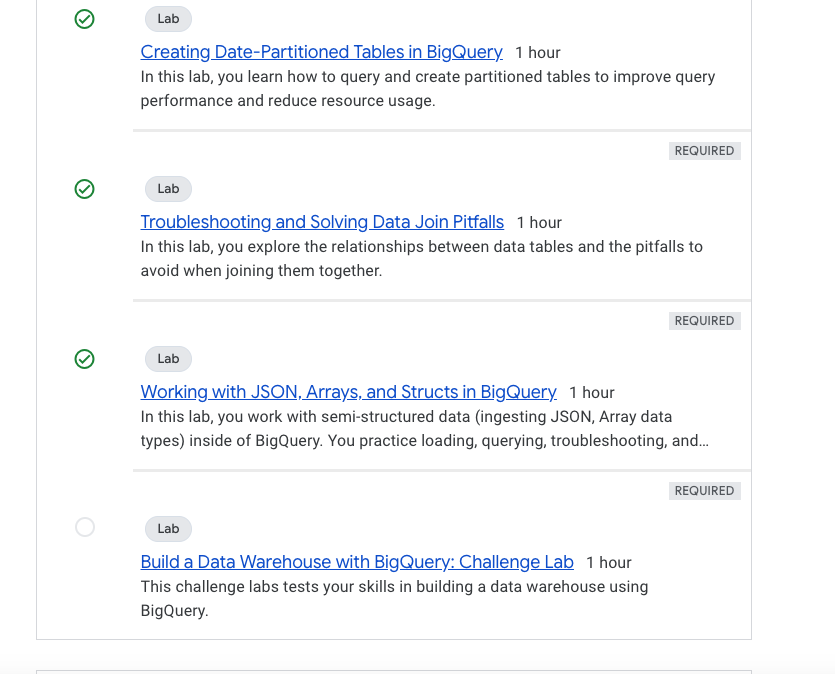 Lab
Creating Date-Partitioned Tables in BigQuery 1 hour
In this lab, you learn how to query and create partitioned tables to improve query
performance and reduce resource usage.
REQUIRED
Lab
Troubleshooting and Solving Data Join Pitfalls 1 hour
In this lab, you explore the relationships between data tables and the pitfalls to
avoid when joining them together.
REQUIRED
Lab
Working with JSON, Arrays, and Structs in BigQuery 1 hour
In this lab, you work with semi-structured data (ingesting JSON, Array data
types) inside of BigQuery. You practice loading, querying, troubleshooting, and…
REQUIRED
Lab
Build a Data Warehouse with BigQuery: Challenge Lab 1 hour
This challenge labs tests your skills in building a data warehouse using
BigQuery.